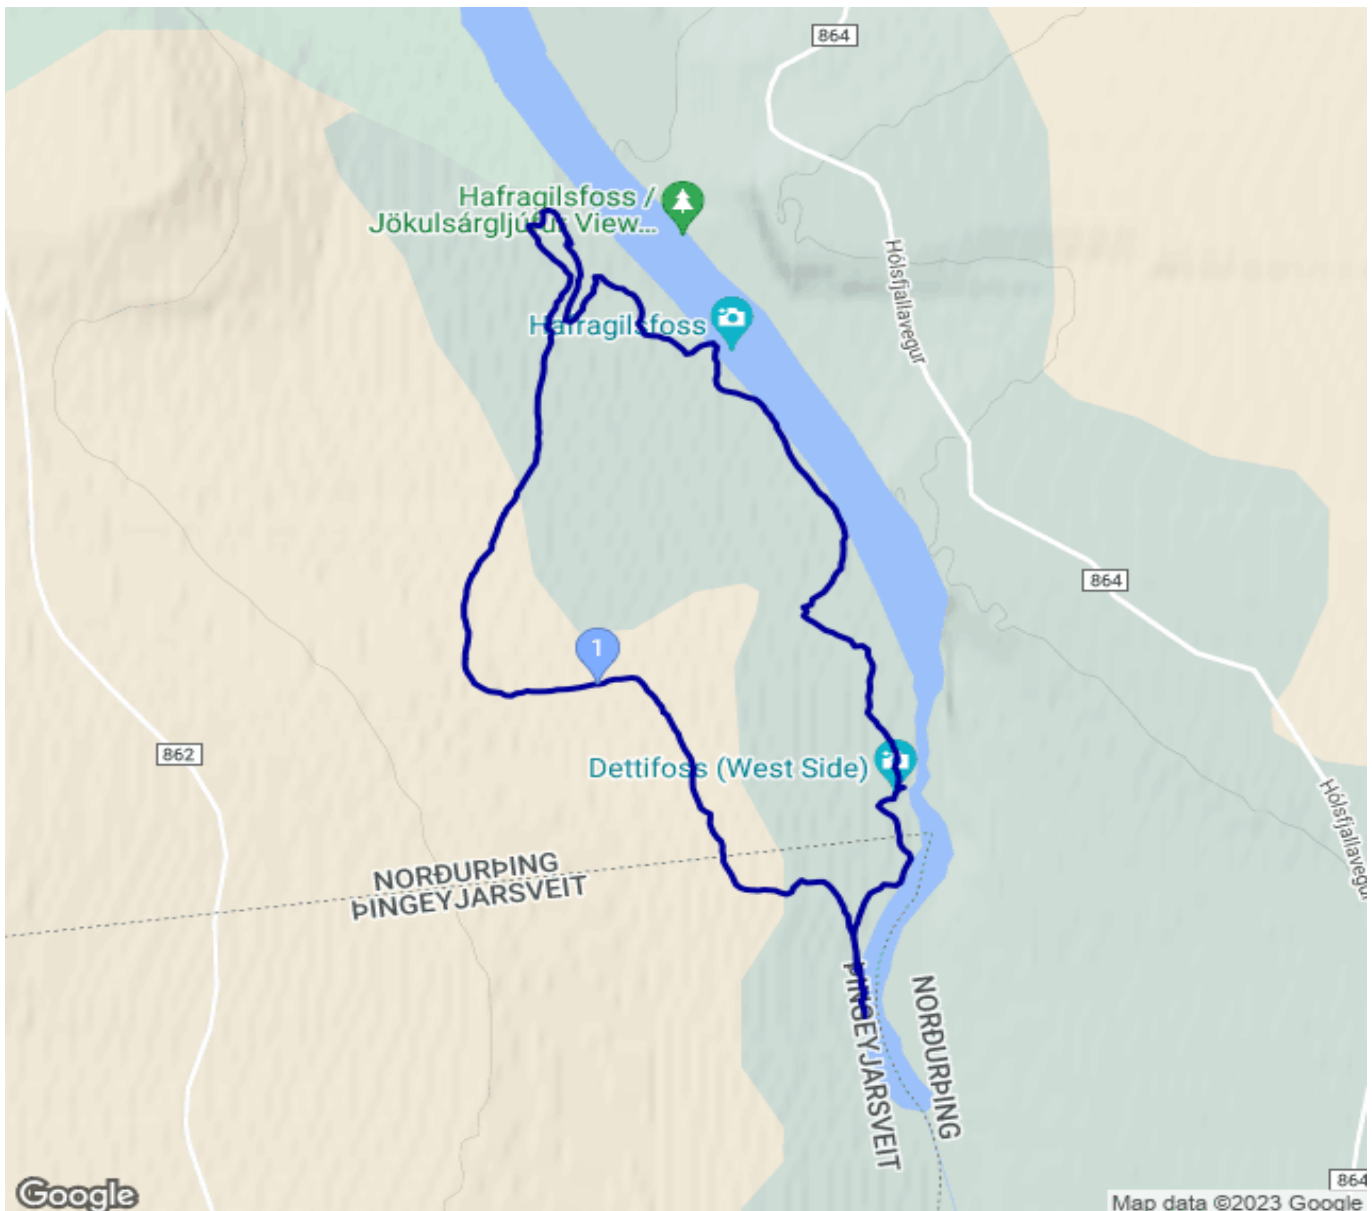 864
Hafragilsfoss /
Jökulsárgljúfur View...
Hólsfjallavegur
Hafragilsfoss
864
1
862
Dettifoss (West Side)
Hólsfjallavegur
NORÐURÞING
ÞINGEYJARSVEIT
ÞINGEYJARSVEIT
NORÐURÞING
864
Google
Map data ©2023 Google